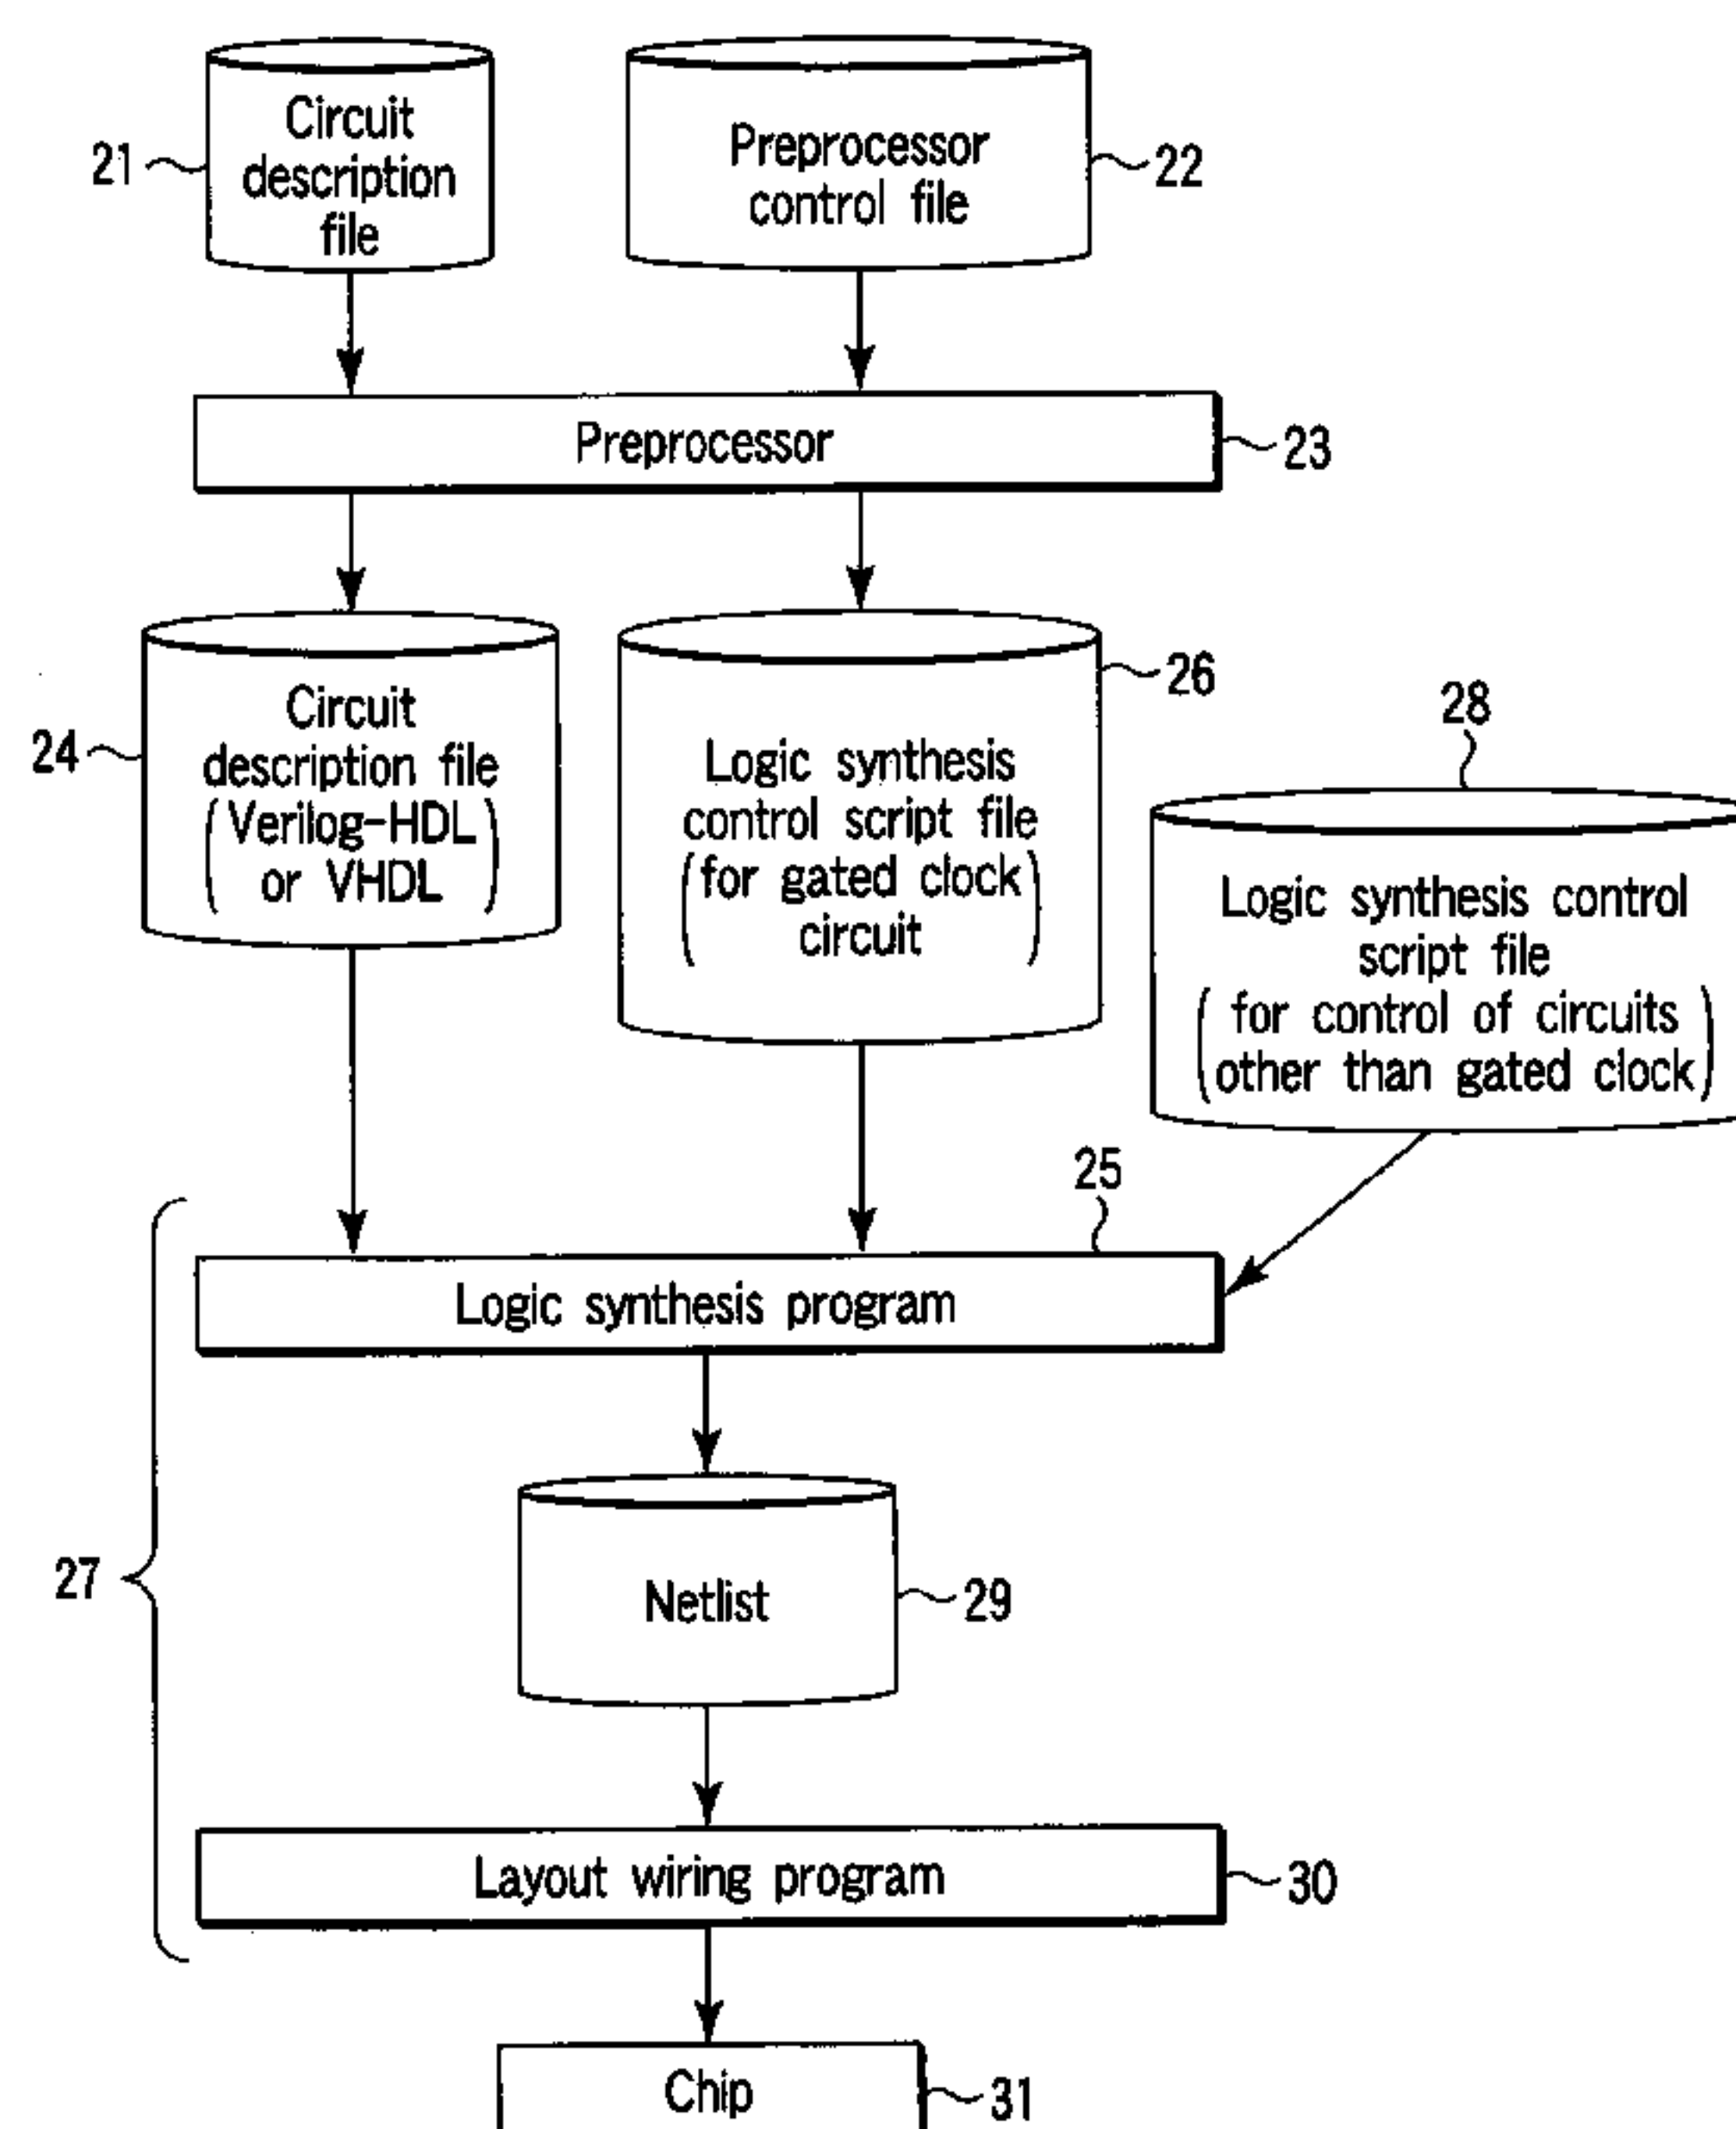 Circuit
description
file
21
Preprocessor
control file
22
Preprocessor
23
Circuit
description file
(Verilog-HDL
or VHDL)
24
Logic synthesis
control script file
(for gated clock
circuit)
26
28
Logic synthesis control
script file
(for control of circuits
other than gated clock)
25
Logic synthesis program
27
Netlist
29
Layout wiring program
30
Chip
31